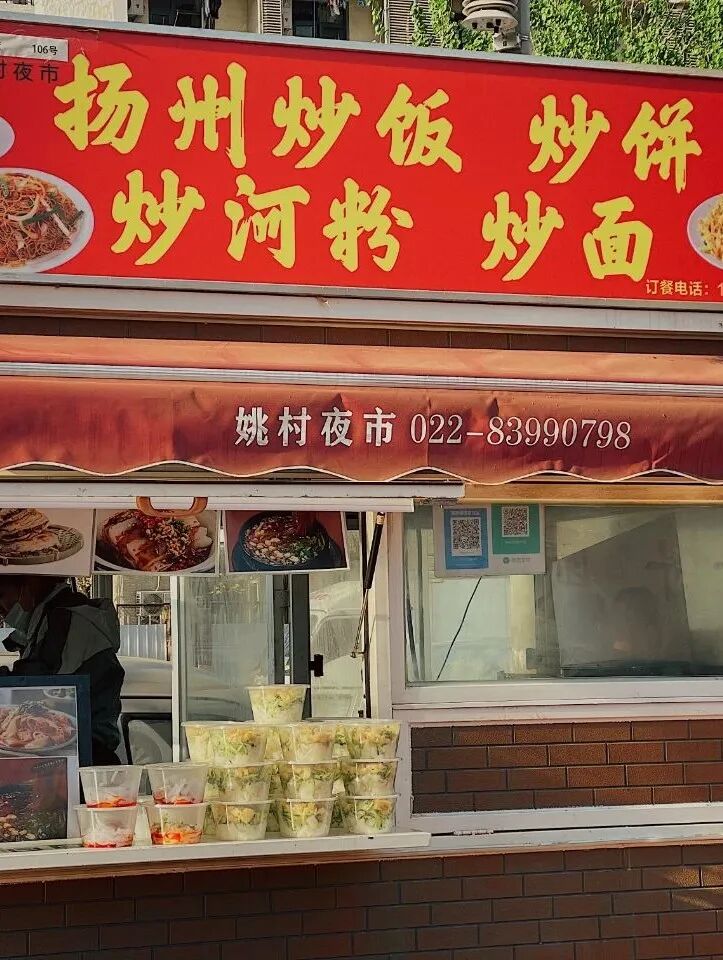 106号
村夜市
扬州炒饭 炒饼
炒河粉 炒面
订餐电话：1
姚村夜市 022-83990798